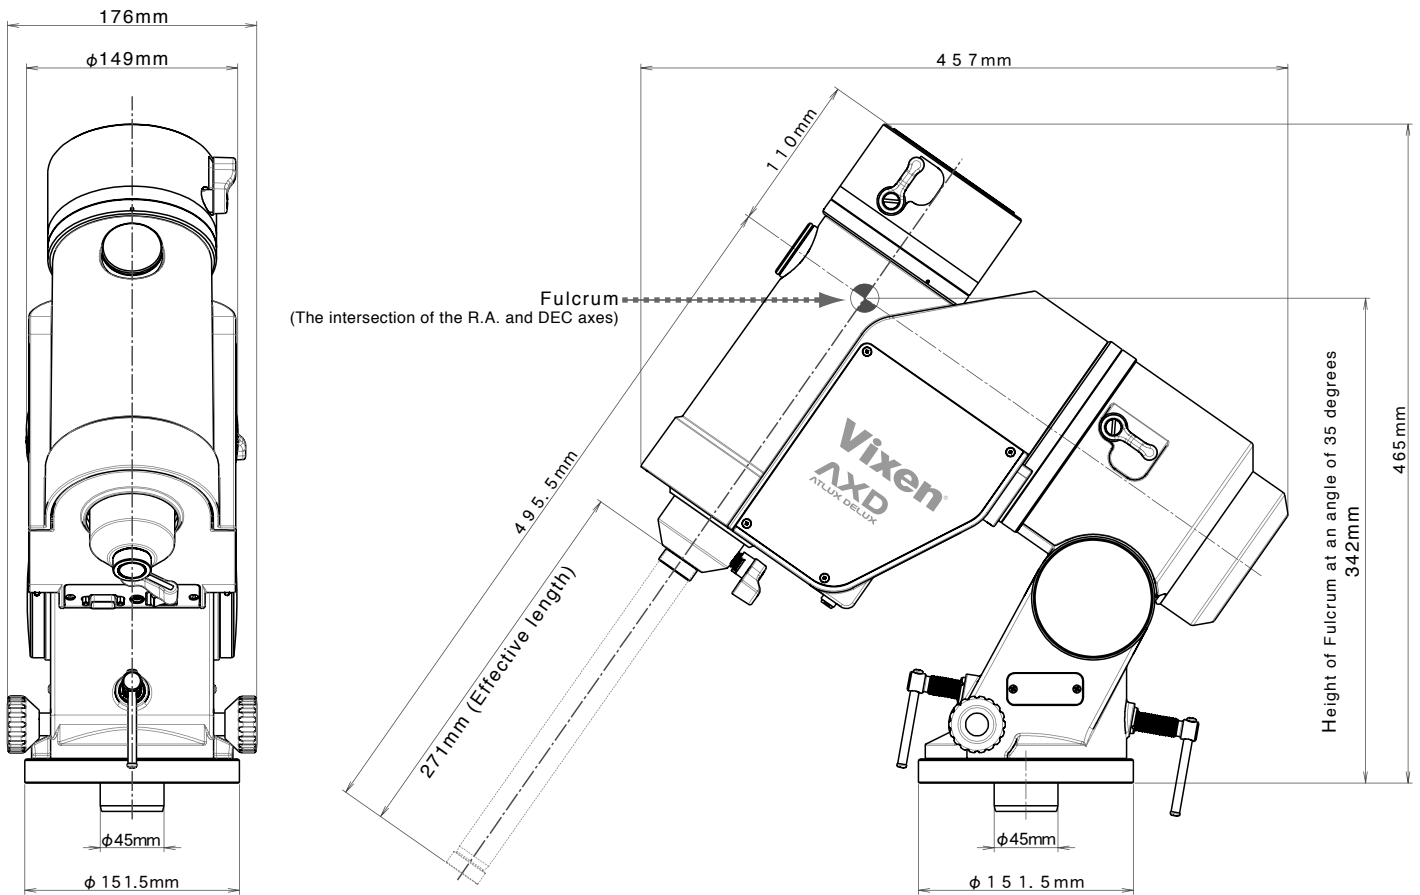 176mm
φ149mm
457mm
110mm
Fulcrum
(The intersection of the R.A. and DEC axes)
495.5mm
271mm (Effective length)
Vixen®
AXD
ATLUX DELUX
Height of Fulcrum at an angle of 35 degrees
342mm
465mm
φ45mm
φ151.5mm
φ45mm
φ151.5mm